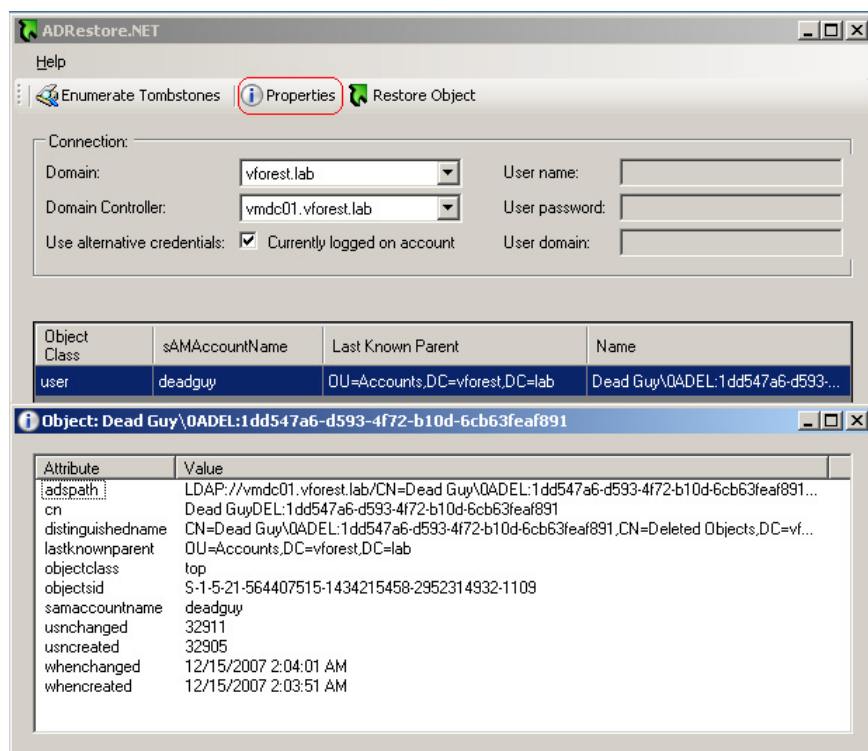 ADRestore.NET
Help
Enumerate Tombstones Properties Restore Object
Connection:
Domain: vforest.lab User name:
Domain Controller: vmdc01.vforest.lab User password:
Use alternative credentials: Currently logged on account User domain:
Object Class sAMAccountName Last Known Parent Name
user deadguy OU=Accounts,DC=vforest,DC=lab Dead Guy\0ADEL:1dd547a6-d593-...
Object: Dead Guy\0ADEL:1dd547a6-d593-4f72-b10d-6cb63feaf891
Attribute Value
adspath LDAP://vmdc01.vforest.lab/CN=Dead Guy\0ADEL:1dd547a6-d593-4f72-b10d-6cb63feaf891...
cn Dead GuyDEL:1dd547a6-d593-4f72-b10d-6cb63feaf891
distinguishedname CN=Dead Guy\0ADEL:1dd547a6-d593-4f72-b10d-6cb63feaf891,CN=Deleted Objects,DC=vf...
lastknownparent OU=Accounts,DC=vforest,DC=lab
objectclass top
objectsid S-1-5-21-564407515-1434215458-2952314932-1109
samaccountname deadguy
usnchanged 32911
usncreated 32905
whenchanged 12/15/2007 2:04:01 AM
whencreated 12/15/2007 2:03:51 AM